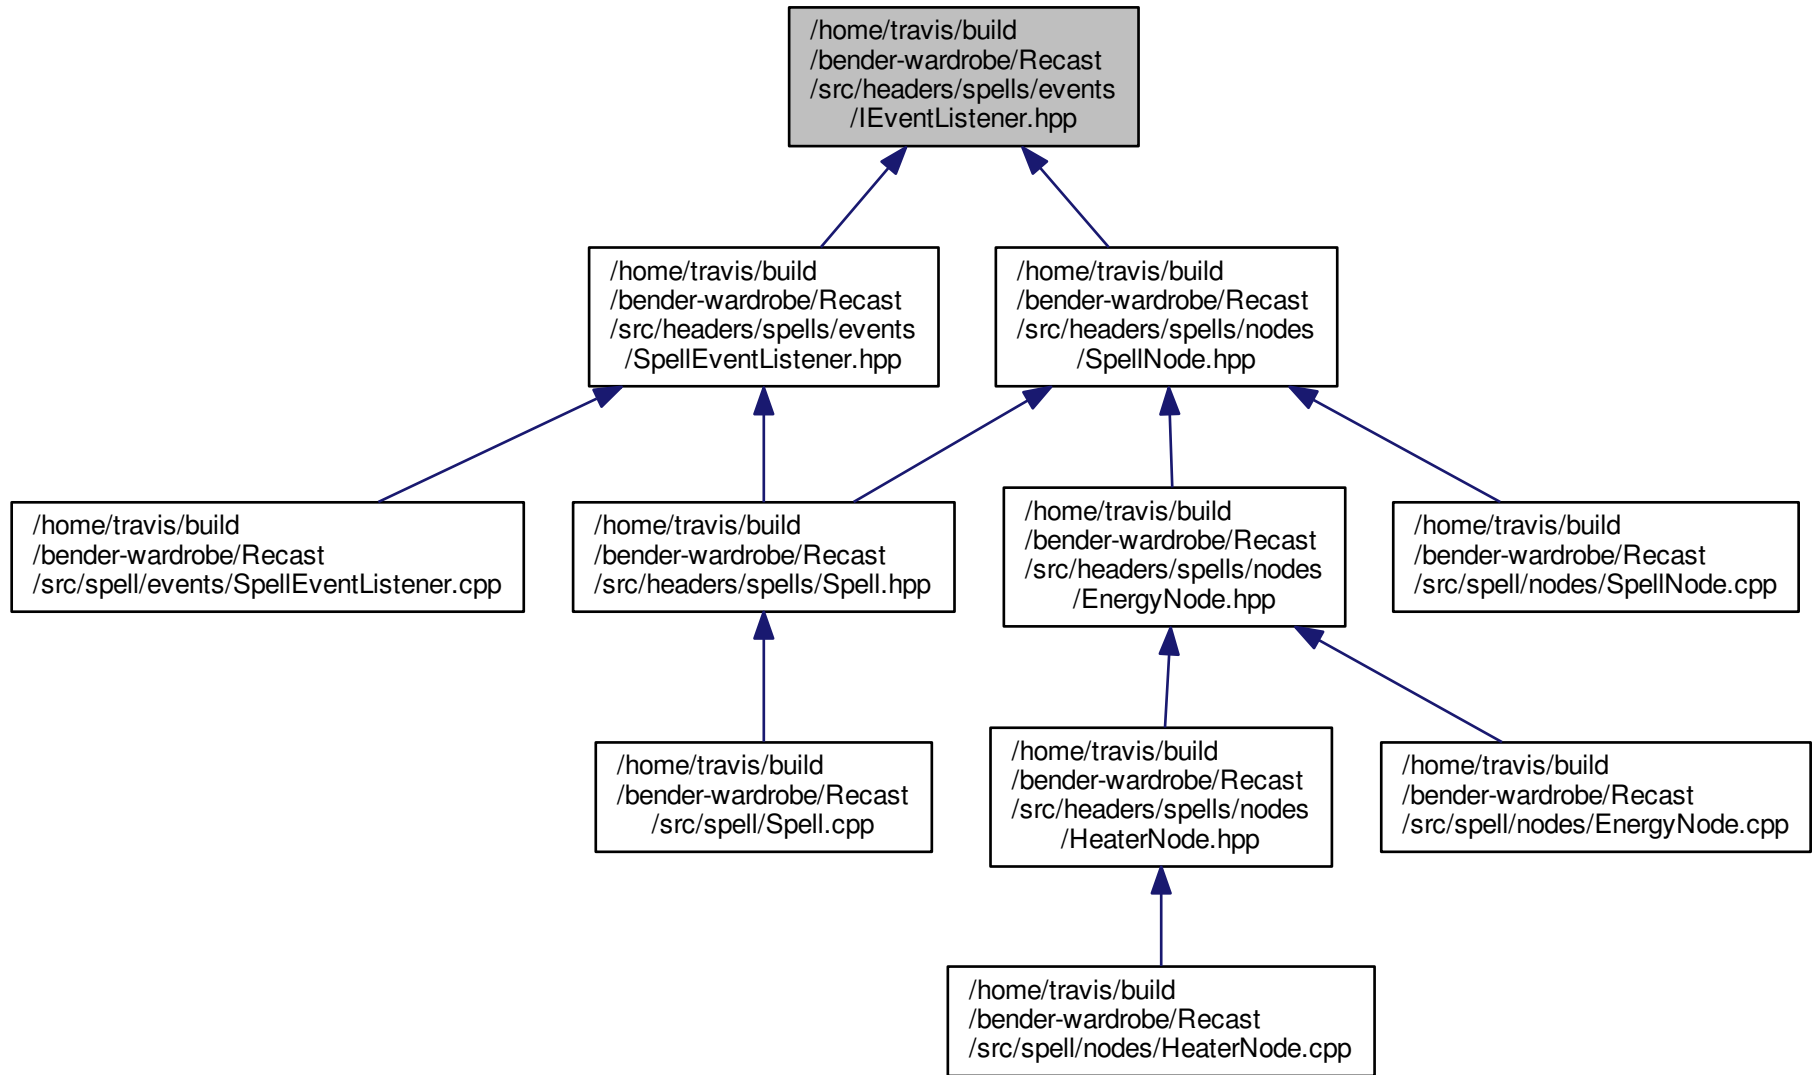 /home/travis/build
/bender-wardrobe/Recast
/src/headers/spells/events
/IEventListener.hpp
/home/travis/build
/bender-wardrobe/Recast
/src/headers/spells/events
/SpellEventListener.hpp
/home/travis/build
/bender-wardrobe/Recast
/src/headers/spells/nodes
/SpellNode.hpp
/home/travis/build
/bender-wardrobe/Recast
/src/spell/events/SpellEventListener.cpp
/home/travis/build
/bender-wardrobe/Recast
/src/headers/spells/Spell.hpp
/home/travis/build
/bender-wardrobe/Recast
/src/headers/spells/nodes
/EnergyNode.hpp
/home/travis/build
/bender-wardrobe/Recast
/src/spell/nodes/SpellNode.cpp
/home/travis/build
/bender-wardrobe/Recast
/src/spell/Spell.cpp
/home/travis/build
/bender-wardrobe/Recast
/src/headers/spells/nodes
/HeaterNode.hpp
/home/travis/build
/bender-wardrobe/Recast
/src/spell/nodes/EnergyNode.cpp
/home/travis/build
/bender-wardrobe/Recast
/src/spell/nodes/HeaterNode.cpp